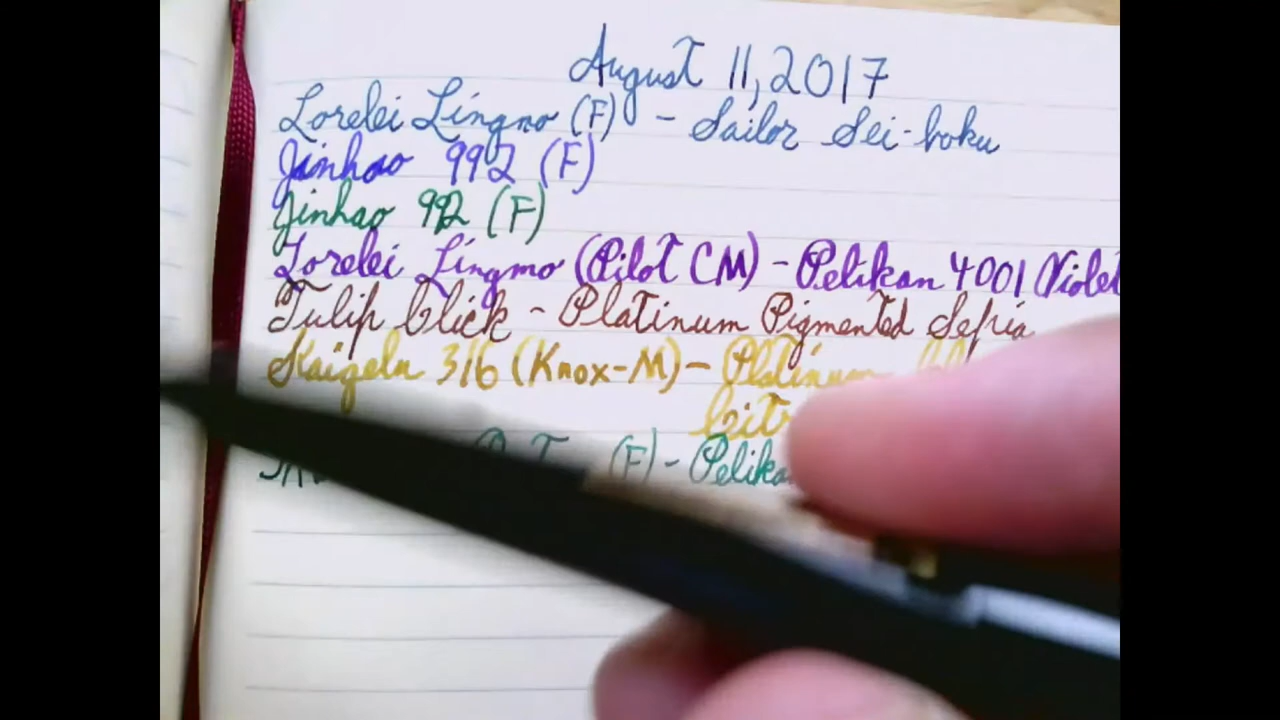 August 11, 2017
Lorelei Lingmo (F) - Sailor Sei-boku
Jinhao 992 (F)
Jinhao 992 (F)
Lorelei Lingmo (Pilot CM) - Pelikan 4001 Violet
Tulip Click - Platinum Pigmented Sepia
Kaigelu 316 (Knox-M) - Platinum
(F) - Pelikan